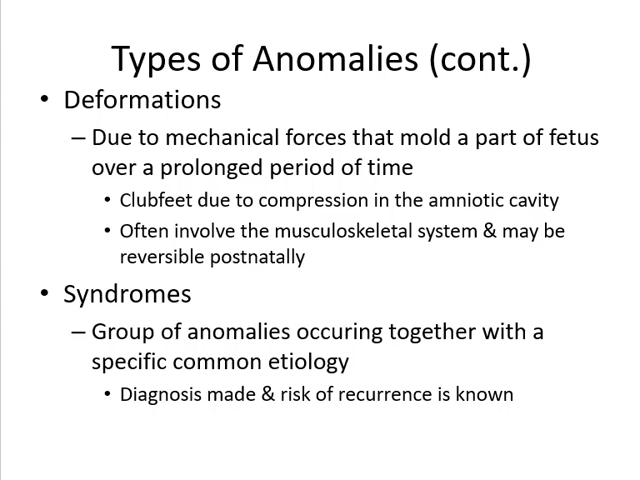 Types of Anomalies (cont.)
• Deformations
– Due to mechanical forces that mold a part of fetus
over a prolonged period of time
• Clubfeet due to compression in the amniotic cavity
• Often involve the musculoskeletal system & may be
reversible postnatally
• Syndromes
– Group of anomalies occuring together with a
specific common etiology
• Diagnosis made & risk of recurrence is known